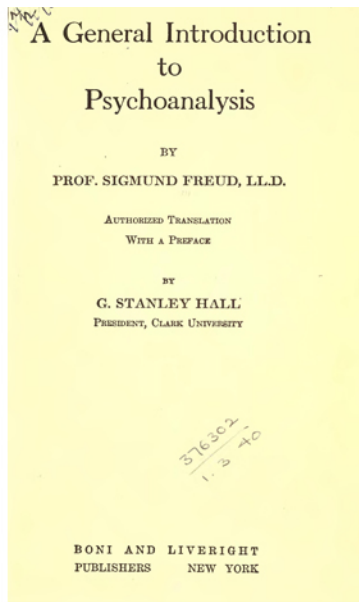 A General Introduction
to
Psychoanalysis
BY
PROF. SIGMUND FREUD, LL.D.
AUTHORIZED TRANSLATION
WITH A PREFACE
BY
G. STANLEY HALL
PRESIDENT, CLARK UNIVERSITY
376302
1. 3 40
BONI AND LIVERIGHT
PUBLISHERS NEW YORK